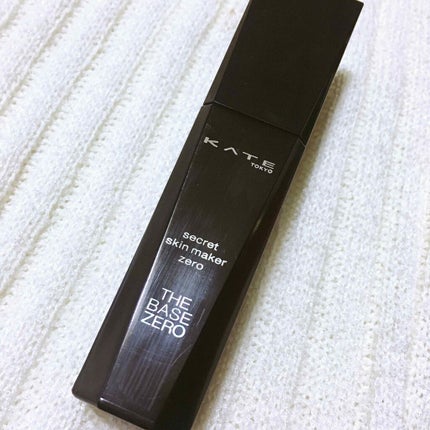 KATE
TOKYO
secret
skin maker
zero
THE
BASE
ZERO